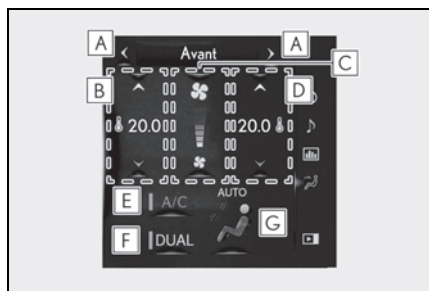 A < Avant > A
C
B
D
20.0 20.0
E A/C AUTO
F DUAL G